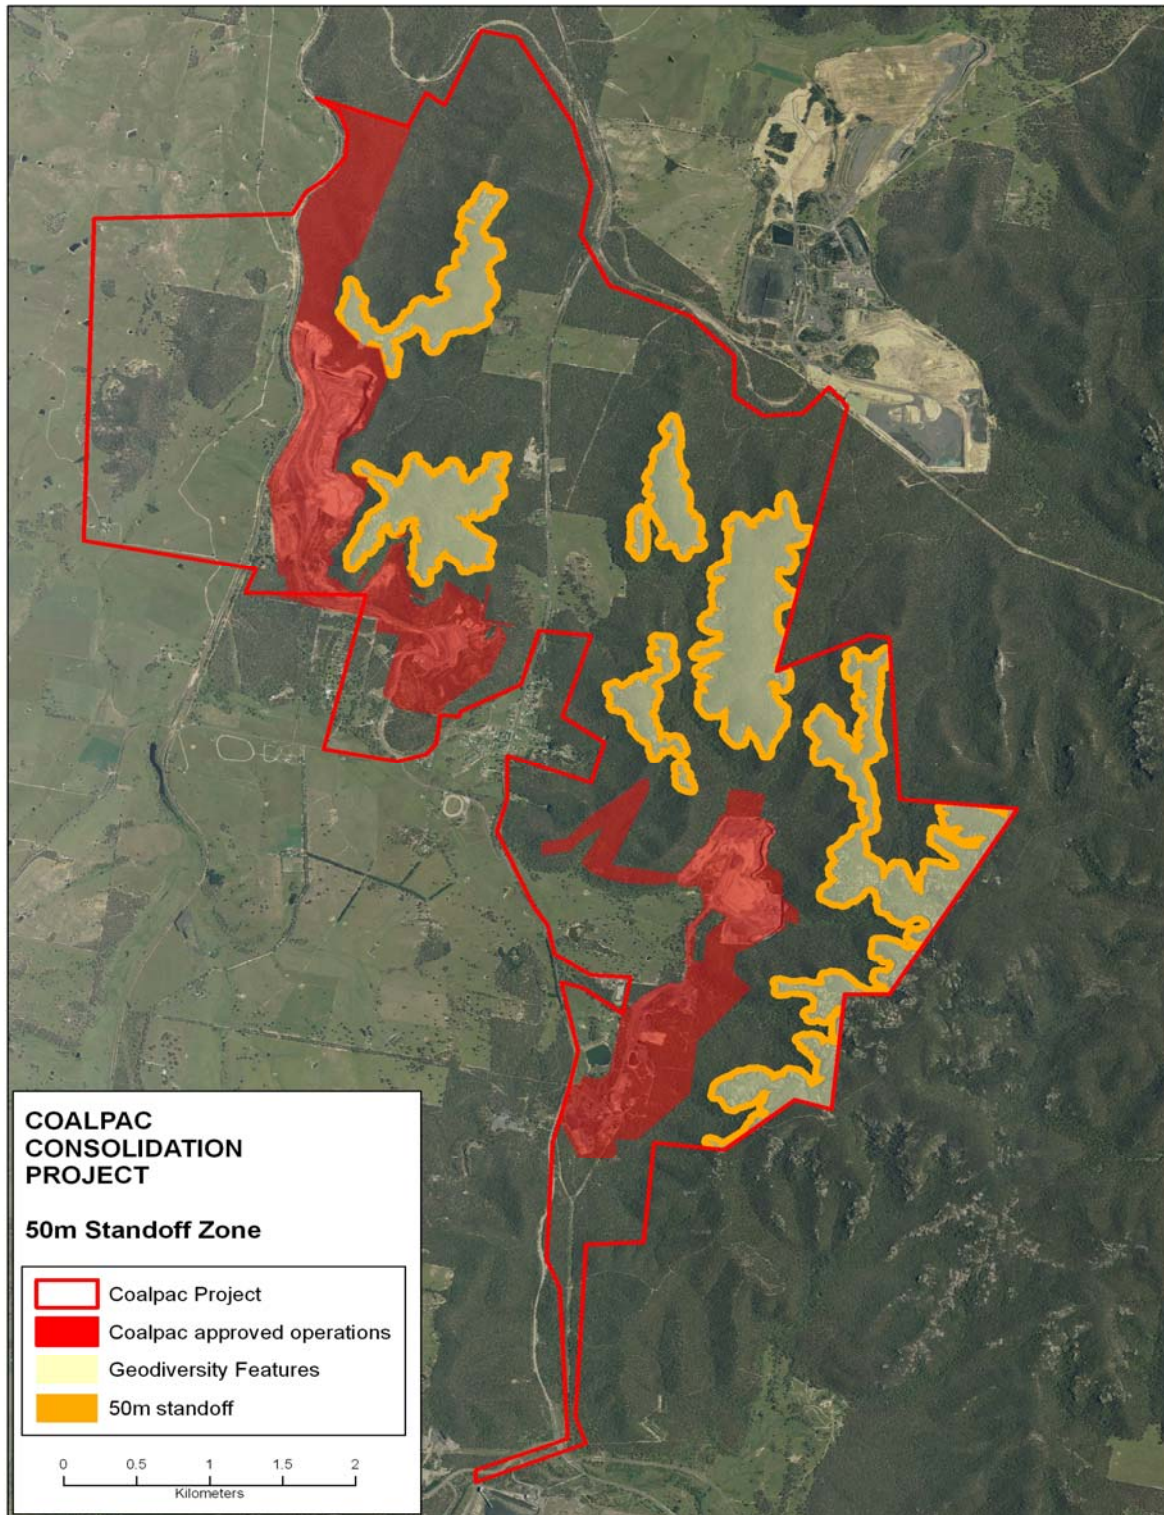 COALPAC
CONSOLIDATION
PROJECT
50m Standoff Zone
Coalpac Project
Coalpac approved operations
Geodiversity Features
50m standoff
0 0.5 1 1.5 2
Kilometers